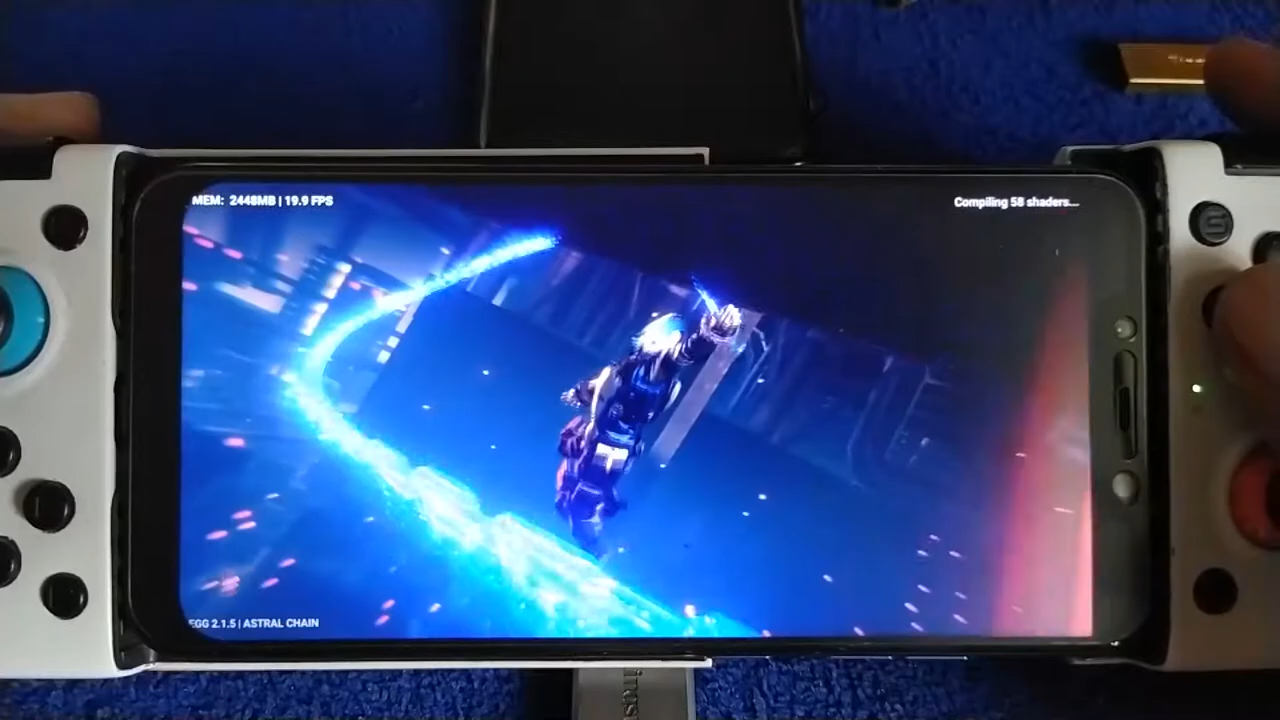 MEM: 2448MB | 19.9 FPS
Compiling 58 shaders...
EGG 2.1.5 | ASTRAL CHAIN